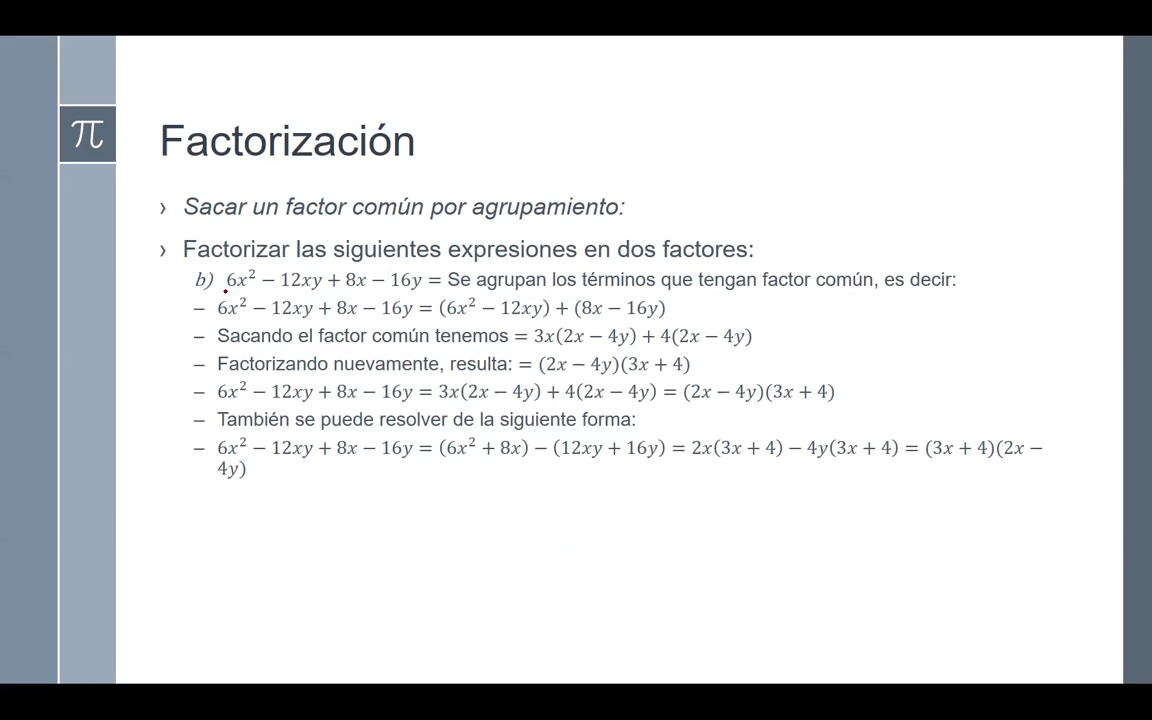 π
Factorización
› Sacar un factor común por agrupamiento:
› Factorizar las siguientes expresiones en dos factores:
b) 6x² − 12xy + 8x − 16y = Se agrupan los términos que tengan factor común, es decir:
– 6x² − 12xy + 8x − 16y = (6x² − 12xy) + (8x − 16y)
– Sacando el factor común tenemos = 3x(2x − 4y) + 4(2x − 4y)
– Factorizando nuevamente, resulta: = (2x − 4y)(3x + 4)
– 6x² − 12xy + 8x − 16y = 3x(2x − 4y) + 4(2x − 4y) = (2x − 4y)(3x + 4)
– También se puede resolver de la siguiente forma:
– 6x² − 12xy + 8x − 16y = (6x² + 8x) − (12xy + 16y) = 2x(3x + 4) − 4y(3x + 4) = (3x + 4)(2x −
4y)